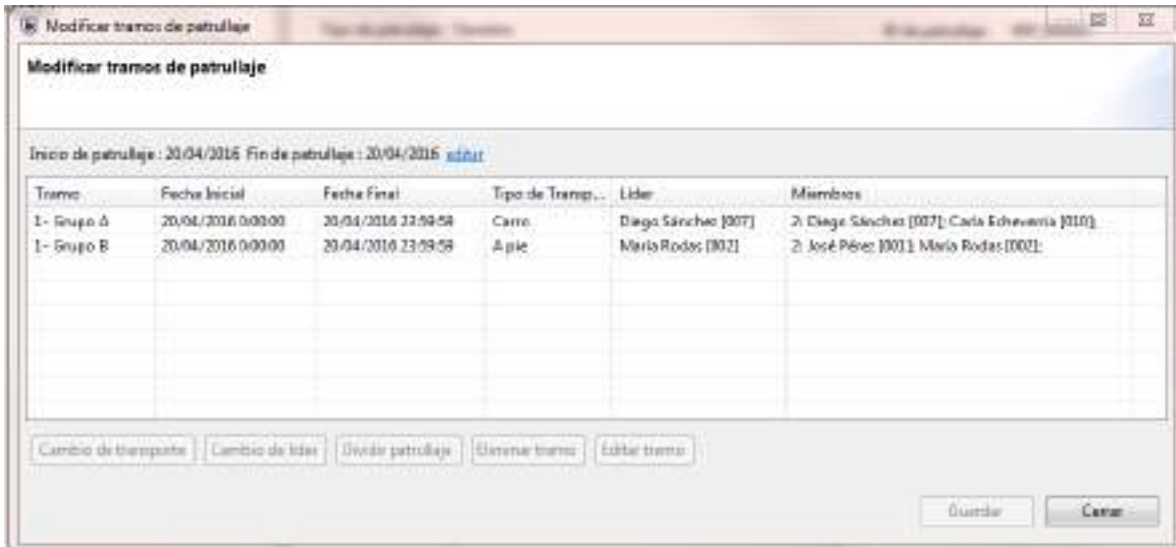 Modificar tramos de patrullaje
Modificar tramos de patrullaje
Inicio de patrullaje : 20/04/2016 Fin de patrullaje : 20/04/2016 editar
Tramo Fecha Inicial Fecha Final Tipo de Transp... Líder Miembros
1- Grupo A 20/04/2016 0:00:00 20/04/2016 23:59:59 Carro Diego Sánchez [007] 2: Diego Sánchez [007]; Carla Echeverria [010];
1- Grupo B 20/04/2016 0:00:00 20/04/2016 23:59:59 A pie María Rodas [002] 2: José Pérez [001]; María Rodas [002];
Cambio de transporte Cambio de líder Dividir patrullaje Eliminar tramo Editar tramo
Guardar Cerrar